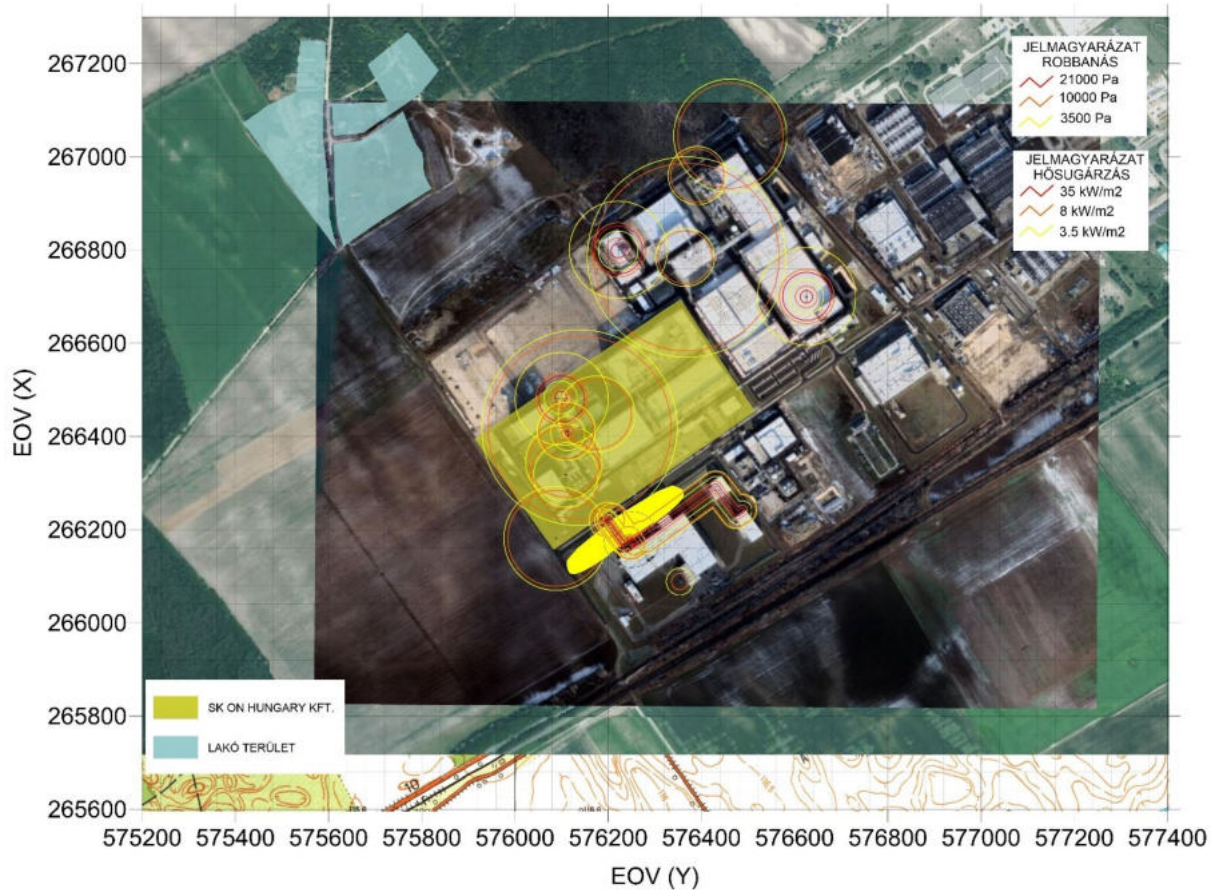 267200
267000
266800
266600
266400
266200
266000
265800
265600
EOV (X)
JELMAGYARÁZAT
ROBBANÁS
21000 Pa
10000 Pa
3500 Pa
JELMAGYARÁZAT
HŐSUGÁRZÁS
35 kW/m2
8 kW/m2
3.5 kW/m2
SK ON HUNGARY KFT.
LAKÓ TERÜLET
10
575200 575400 575600 575800 576000 576200 576400 576600 576800 577000 577200 577400
EOV (Y)